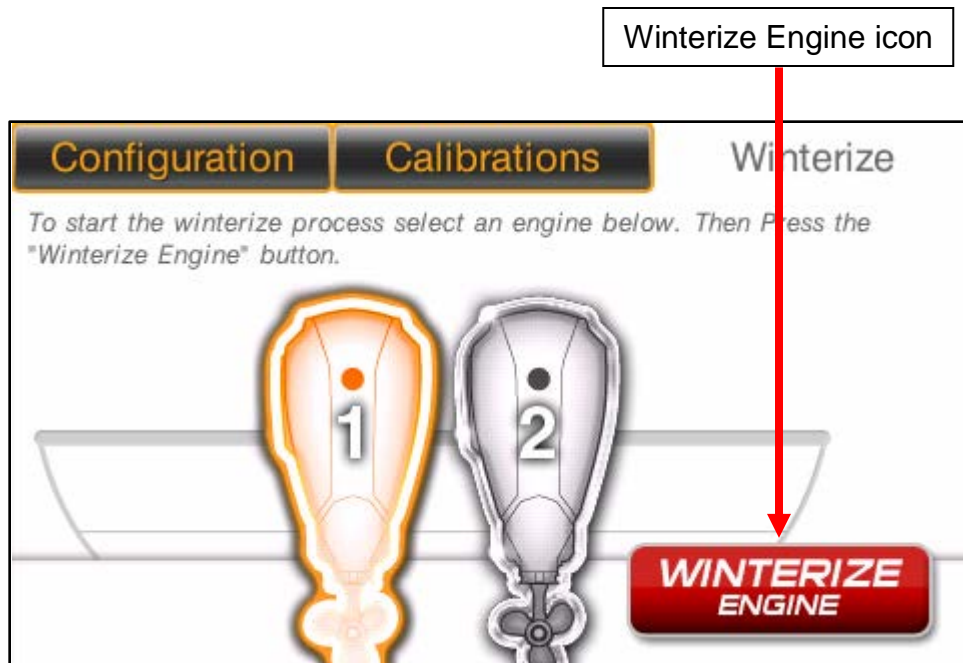 Winterize Engine icon
Configuration
Calibrations
Winterize
To start the winterize process select an engine below. Then Press the
"Winterize Engine" button.
1
2
WINTERIZE
ENGINE